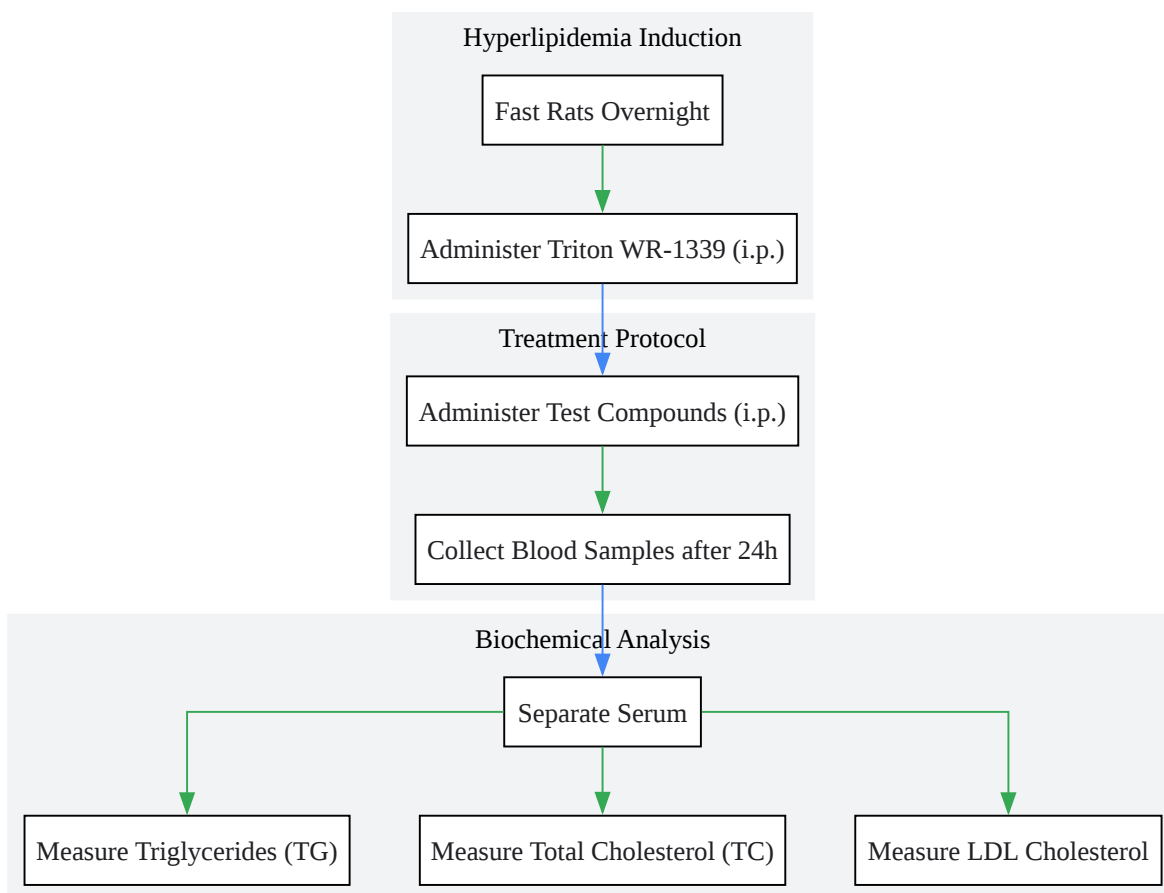 Hyperlipidemia Induction
Fast Rats Overnight
Administer Triton WR-1339 (i.p.)
Treatment Protocol
Administer Test Compounds (i.p.)
Collect Blood Samples after 24h
Biochemical Analysis
Separate Serum
Measure Triglycerides (TG)
Measure Total Cholesterol (TC)
Measure LDL Cholesterol